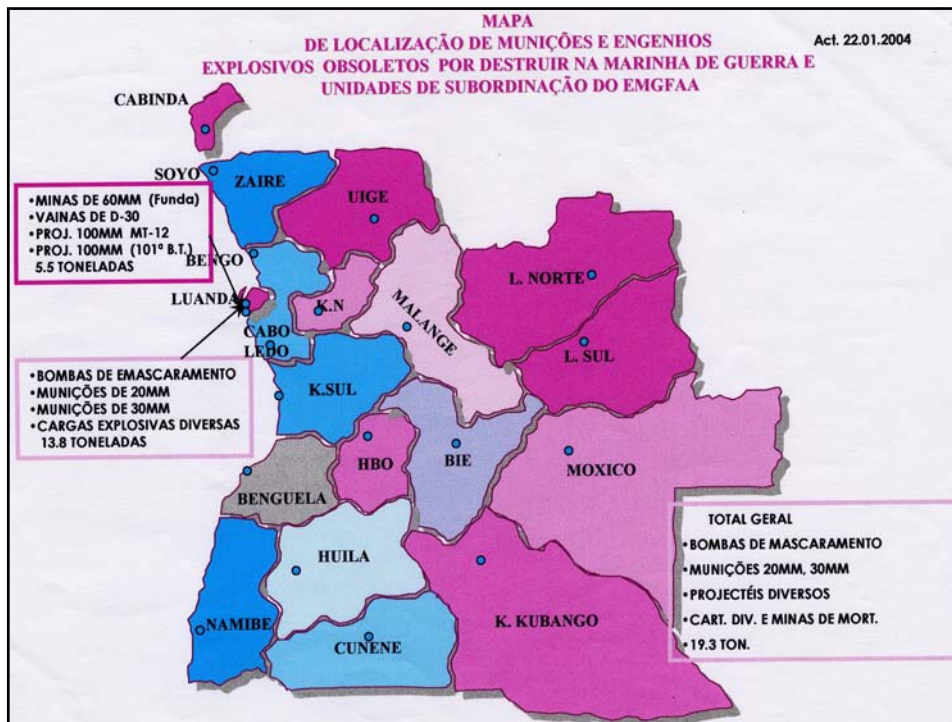 MAPA
DE LOCALIZAÇÃO DE MUNIÇÕES E ENGENHOS
EXPLOSIVOS OBSOLETOS POR DESTRUIR NA MARINHA DE GUERRA E
UNIDADES DE SUBORDINAÇÃO DO EMGFAA
Act. 22.01.2004
CABINDA
SOYO
ZAIRE
UIGE
•MINAS DE 60MM (Funda)
•VAINAS DE D-30
•PROJ. 100MM MT-12
•PROJ. 100MM (101ª B.T.)
5.5 TONELADAS
BENGO
LUANDA
K.N
MALANGE
L. NORTE
L. SUL
CABO
LEDO
•BOMBAS DE EMASCARAMENTO
•MUNIÇÕES DE 20MM
•MUNIÇÕES DE 30MM
•CARGAS EXPLOSIVAS DIVERSAS
13.8 TONELADAS
K.SUL
HBO
BIE
MOXICO
BENGUELA
HUILA
NAMIBE
CUNENE
K. KUBANGO
TOTAL GERAL
•BOMBAS DE MASCARAMENTO
•MUNIÇÕES 20MM, 30MM
•PROJECTÉIS DIVERSOS
•CART. DIV. E MINAS DE MORT.
•19.3 TON.